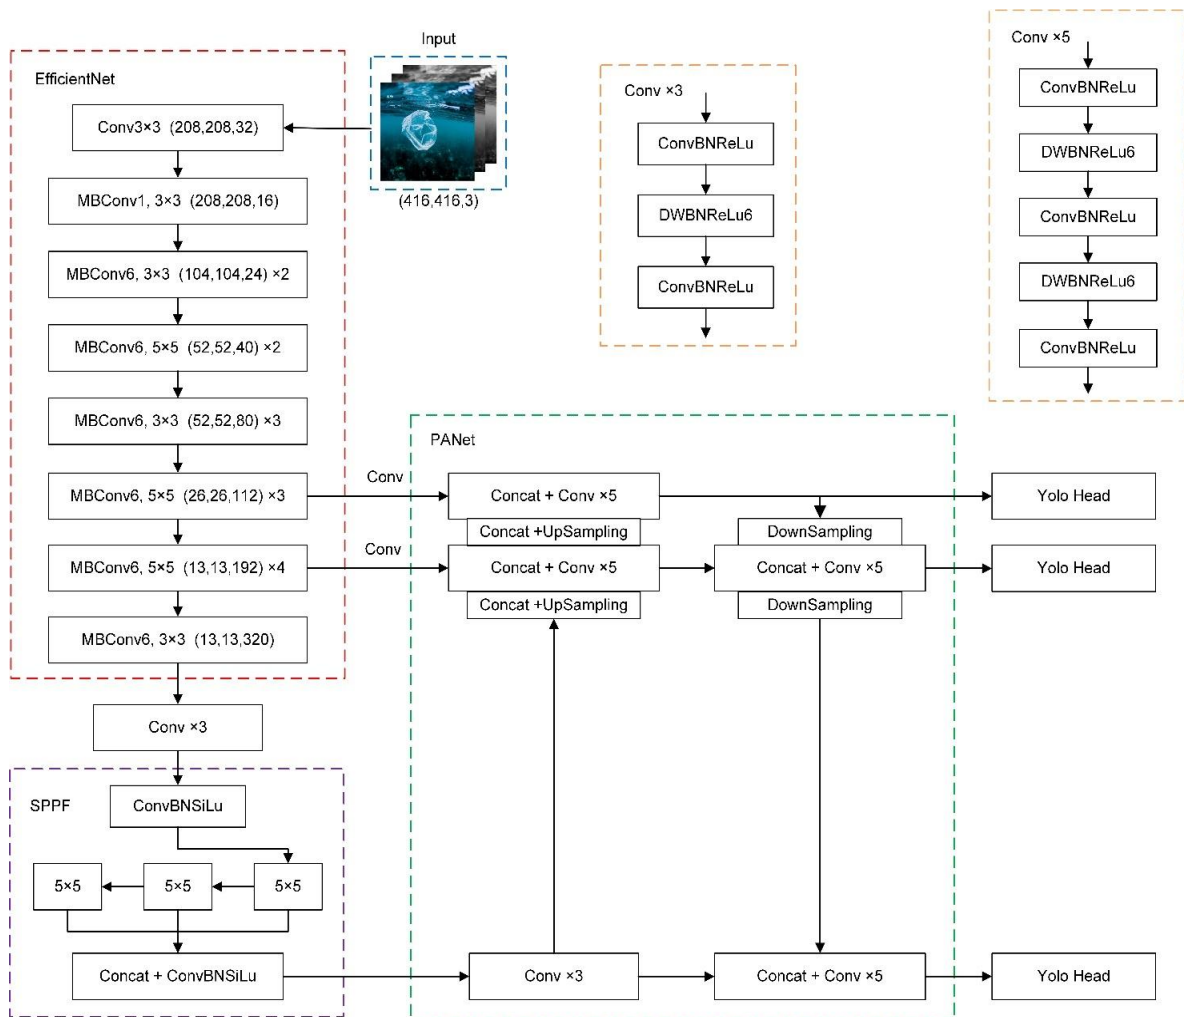 Input
(416,416,3)
EfficientNet
Conv3×3 (208,208,32)
MBConv1, 3×3 (208,208,16)
MBConv6, 3×3 (104,104,24) ×2
MBConv6, 5×5 (52,52,40) ×2
MBConv6, 3×3 (52,52,80) ×3
MBConv6, 5×5 (26,26,112) ×3
MBConv6, 5×5 (13,13,192) ×4
MBConv6, 3×3 (13,13,320)
Conv ×3
SPPF
ConvBNSiLu
5×5
5×5
5×5
Concat + ConvBNSiLu
Conv ×3
ConvBNReLu
DWBNReLu6
ConvBNReLu
Conv ×5
ConvBNReLu
DWBNReLu6
ConvBNReLu
DWBNReLu6
ConvBNReLu
PANet
Conv
Concat + Conv ×5
Yolo Head
Concat +UpSampling
DownSampling
Conv
Concat + Conv ×5
Concat + Conv ×5
Yolo Head
Concat +UpSampling
DownSampling
Conv ×3
Concat + Conv ×5
Yolo Head